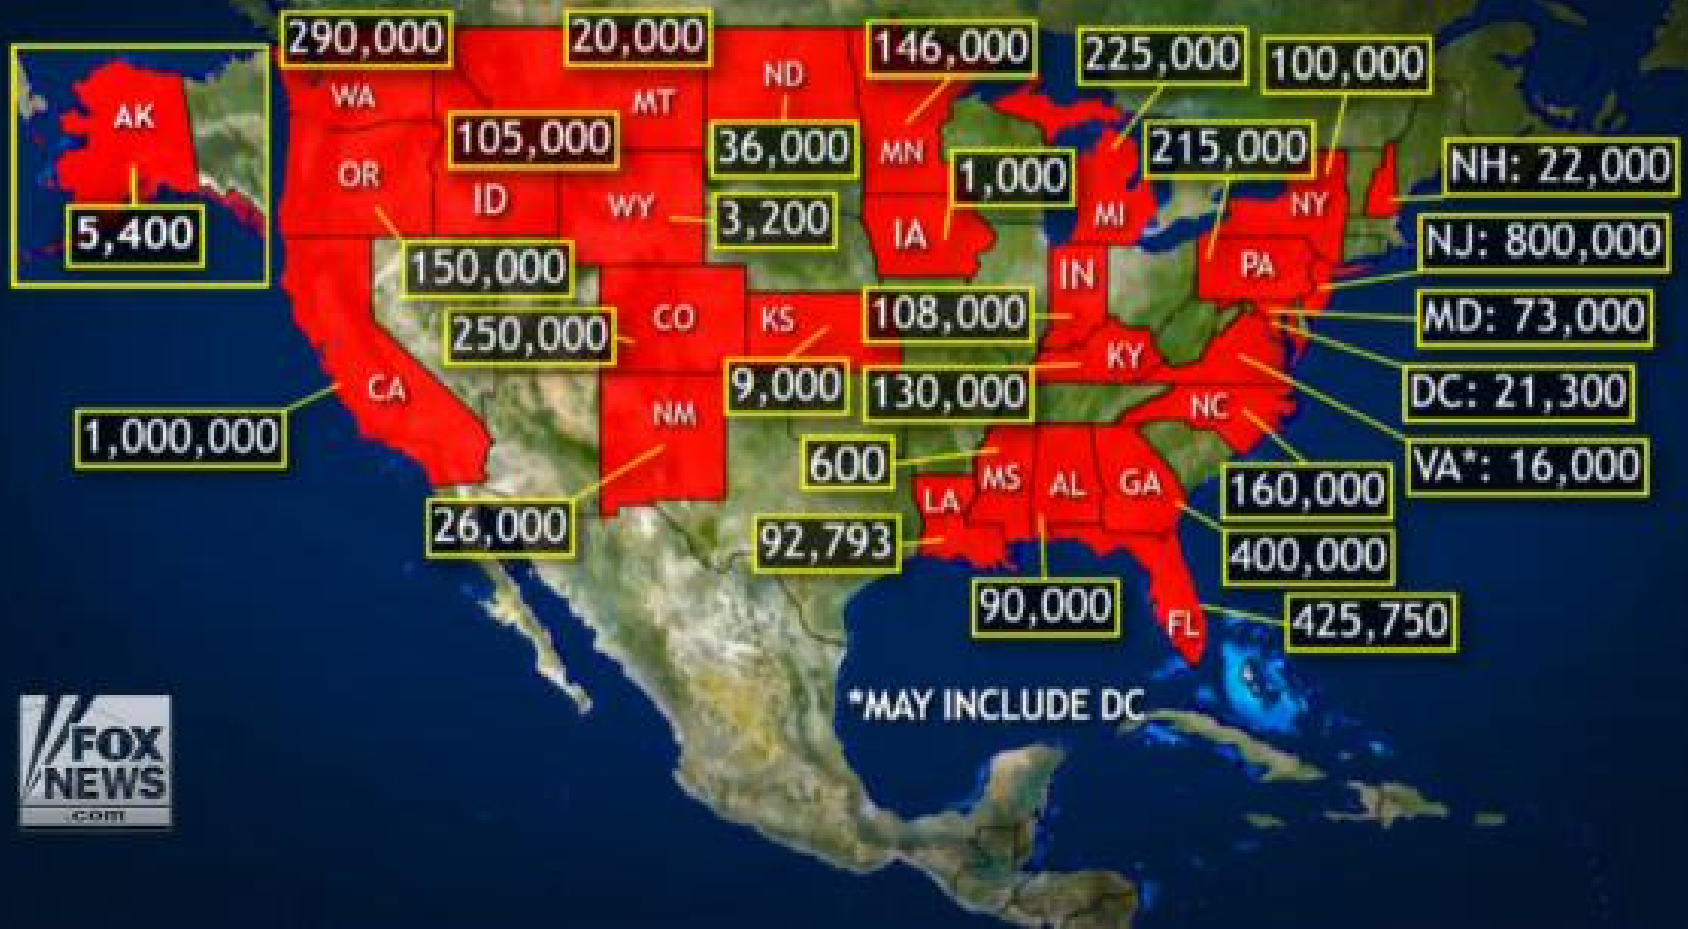 290,000
20,000
146,000
225,000
100,000
AK
WA
MT
ND
105,000
36,000
MN
215,000
1,000
NH: 22,000
OR
ID
WY
3,200
IA
MI
NY
5,400
NJ: 800,000
150,000
IN
PA
250,000
CO
KS
108,000
MD: 73,000
KY
CA
9,000
130,000
DC: 21,300
NM
NC
1,000,000
600
MS
AL
GA
VA*: 16,000
LA
160,000
26,000
92,793
400,000
90,000
FL
425,750
*MAY INCLUDE DC
FOX
NEWS
.com